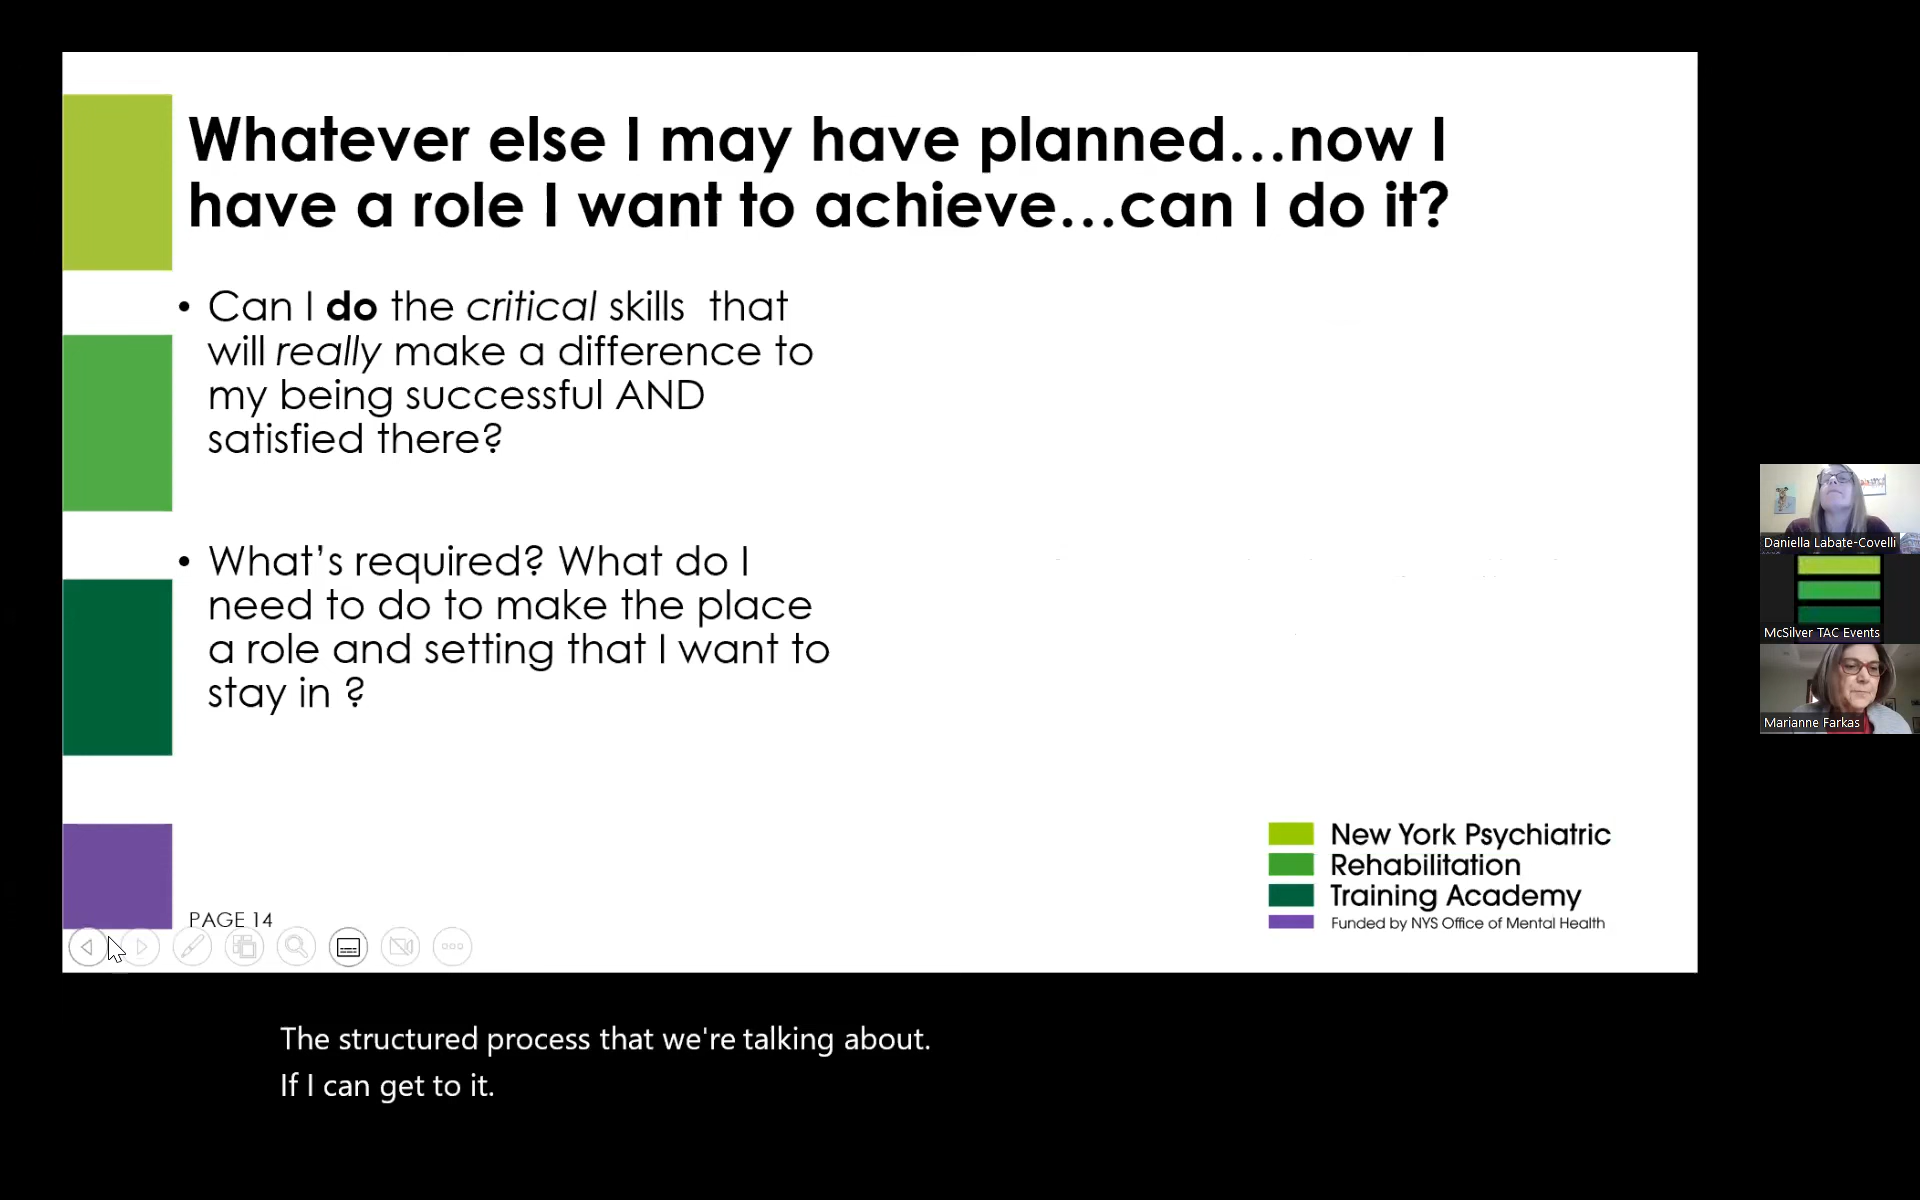 Whatever else I may have planned...now I
have a role I want to achieve...can I do it?
• Can I do the critical skills  that
will really make a difference to
my being successful AND
satisfied there?
• What's required? What do I
need to do to make the place
a role and setting that I want to
stay in ?
PAGE 14
New York Psychiatric
Rehabilitation
Training Academy
Funded by NYS Office of Mental Health
Daniella Labate-Covelli
McSilver TAC Events
Marianne Farkas
The structured process that we're talking about.
If I can get to it.